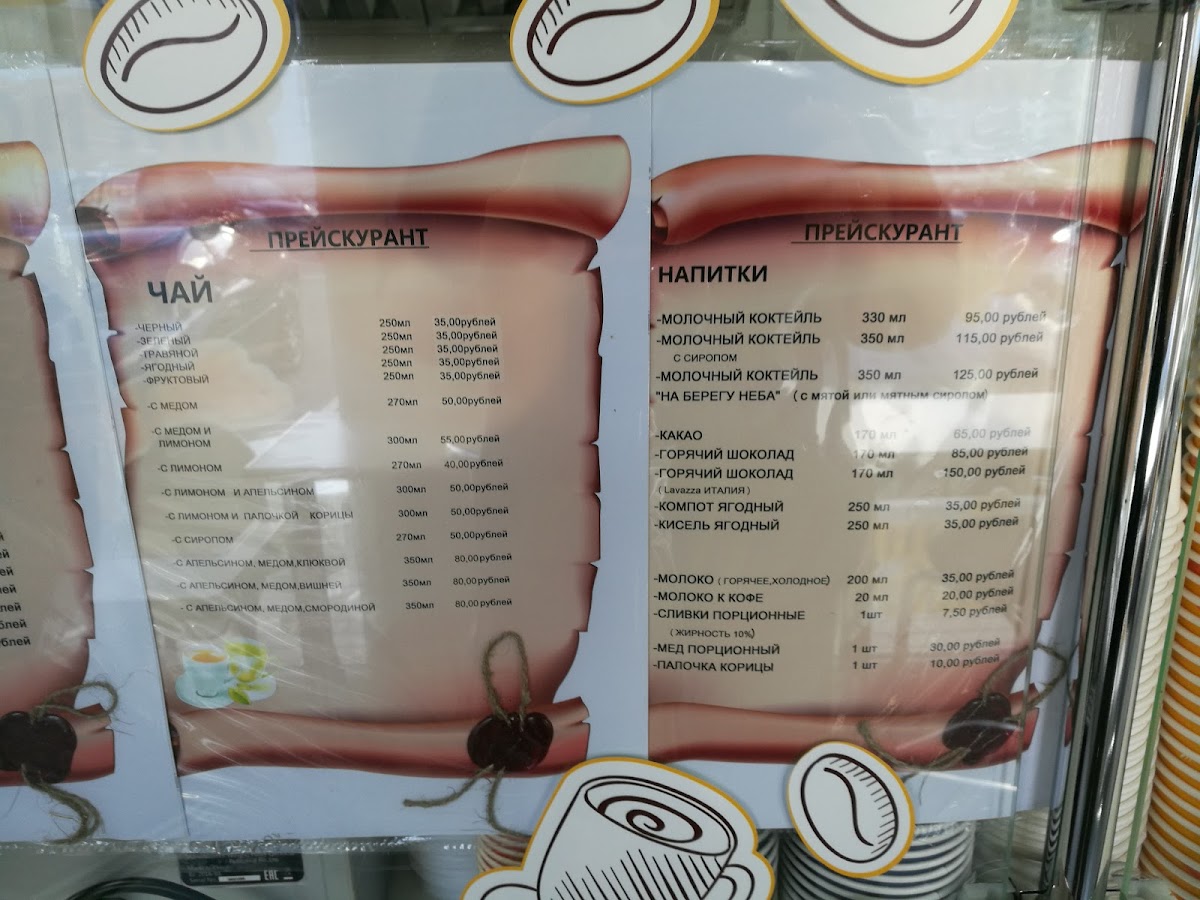 ПРЕЙСКУРАНТ
ЧАЙ
-ЧЕРНЫЙ 250мл 35,00рублей
-ЗЕЛЕНЫЙ 250мл 35,00рублей
-ТРАВЯНОЙ 250мл 35,00рублей
-ЯГОДНЫЙ 250мл 35,00рублей
-ФРУКТОВЫЙ 250мл 35,00рублей
-С МЕДОМ 270мл 50,00рублей
-С МЕДОМ И
ЛИМОНОМ 300мл 55,00рублей
-С ЛИМОНОМ 270мл 40,00рублей
-С ЛИМОНОМ И АПЕЛЬСИНОМ 300мл 50,00рублей
-С ЛИМОНОМ И ПАЛОЧКОЙ КОРИЦЫ 300мл 50,00рублей
-С СИРОПОМ 270мл 50,00рублей
-С АПЕЛЬСИНОМ, МЕДОМ,КЛЮКВОЙ 350мл 80,00рублей
-С АПЕЛЬСИНОМ, МЕДОМ,ВИШНЕЙ 350мл 80,00рублей
- С АПЕЛЬСИНОМ, МЕДОМ,СМОРОДИНОЙ 350мл 80,00рублей
ПРЕЙСКУРАНТ
НАПИТКИ
-МОЛОЧНЫЙ КОКТЕЙЛЬ 330 мл 95,00 рублей
-МОЛОЧНЫЙ КОКТЕЙЛЬ 350 мл 115,00 рублей
С СИРОПОМ
-МОЛОЧНЫЙ КОКТЕЙЛЬ 350 мл 125,00 рублей
"НА БЕРЕГУ НЕБА" ( с мятой или мятным сиропом)
-КАКАО 170 мл 65,00 рублей
-ГОРЯЧИЙ ШОКОЛАД 170 мл 85,00 рублей
-ГОРЯЧИЙ ШОКОЛАД 170 мл 150,00 рублей
( Lavazza ИТАЛИЯ )
-КОМПОТ ЯГОДНЫЙ 250 мл 35,00 рублей
-КИСЕЛЬ ЯГОДНЫЙ 250 мл 35,00 рублей
-МОЛОКО ( ГОРЯЧЕЕ,ХОЛОДНОЕ) 200 мл 35,00 рублей
-МОЛОКО К КОФЕ 20 мл 20,00 рублей
-СЛИВКИ ПОРЦИОННЫЕ 1шт 7,50 рублей
( ЖИРНОСТЬ 10%)
-МЕД ПОРЦИОННЫЙ 1 шт 30,00 рублей
-ПАЛОЧКА КОРИЦЫ 1 шт 10,00 рублей
EAC